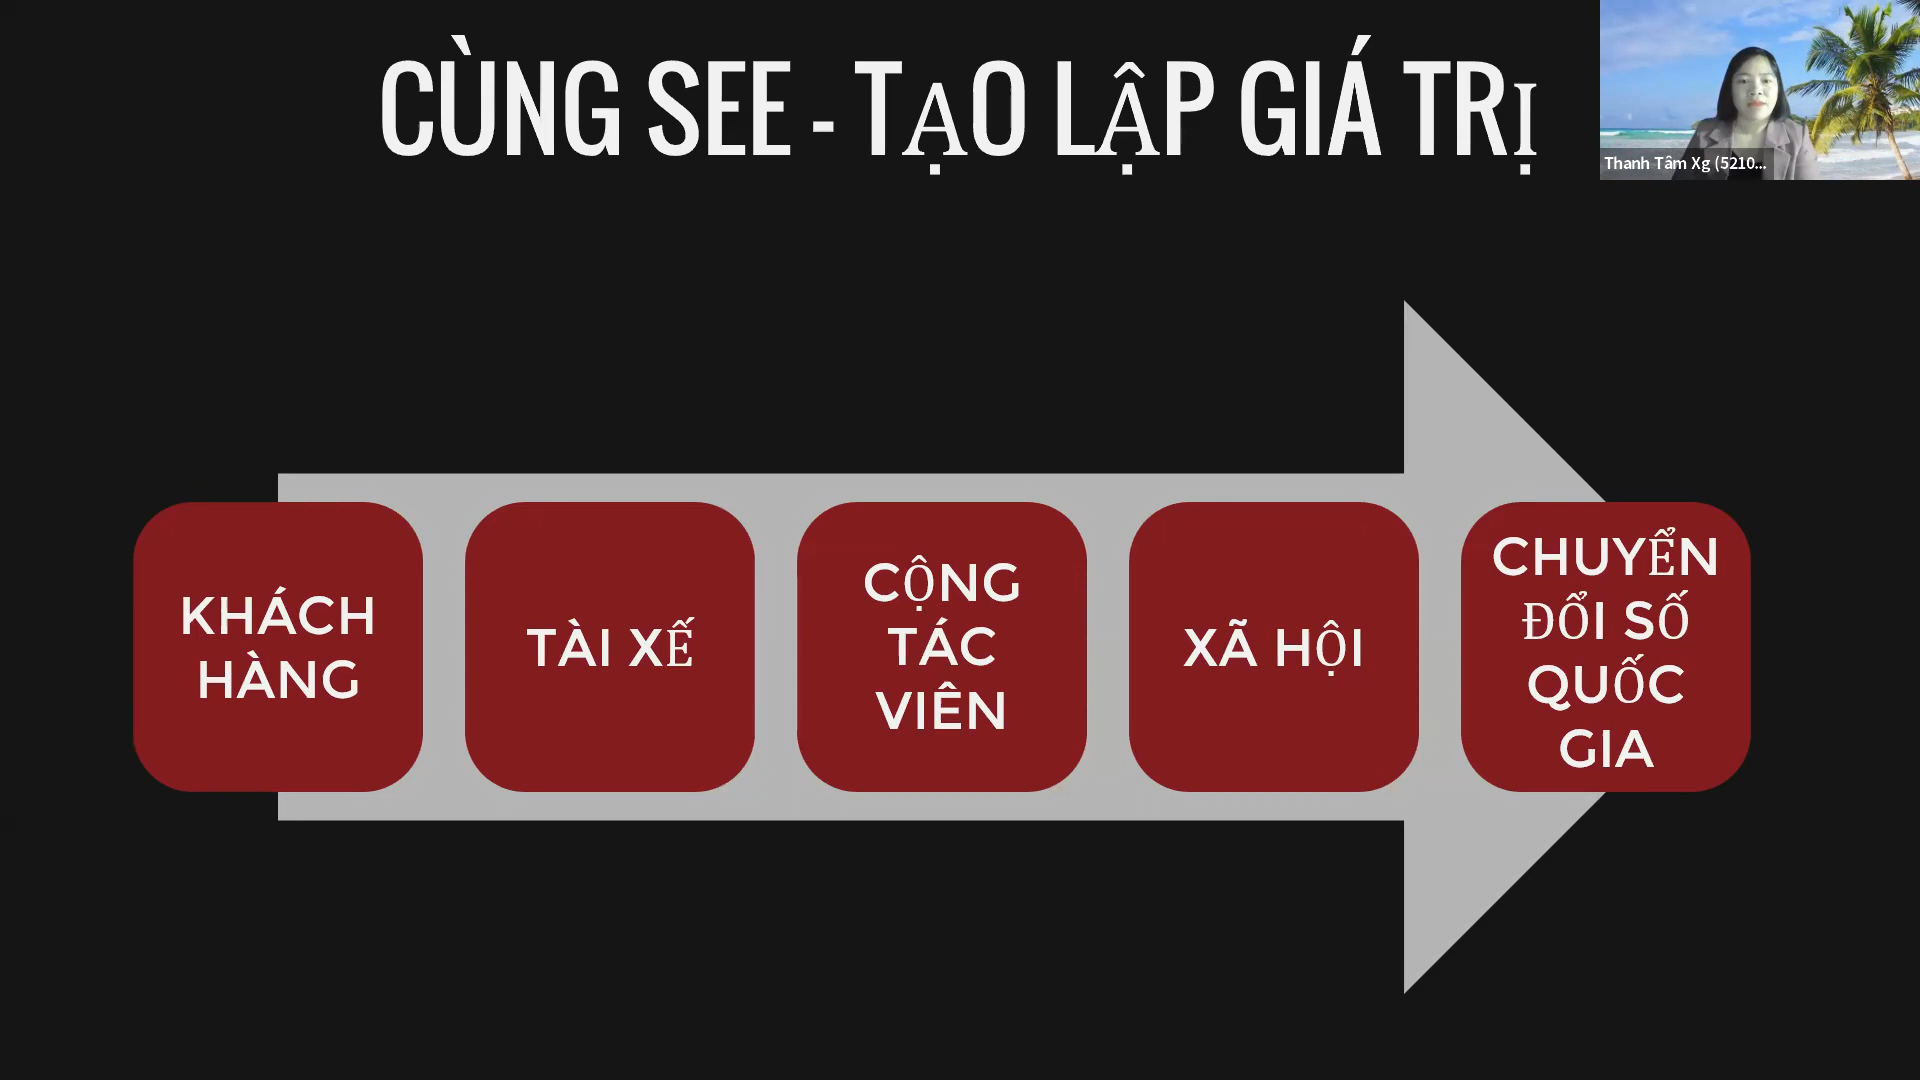 CÙNG SEE - TẠO LẬP GIÁ TRỊ
Thanh Tâm Xg (5210...
KHÁCH
HÀNG
TÀI XẾ
CỘNG
TÁC
VIÊN
XÃ HỘI
CHUYỂN
ĐỔI SỐ
QUỐC
GIA